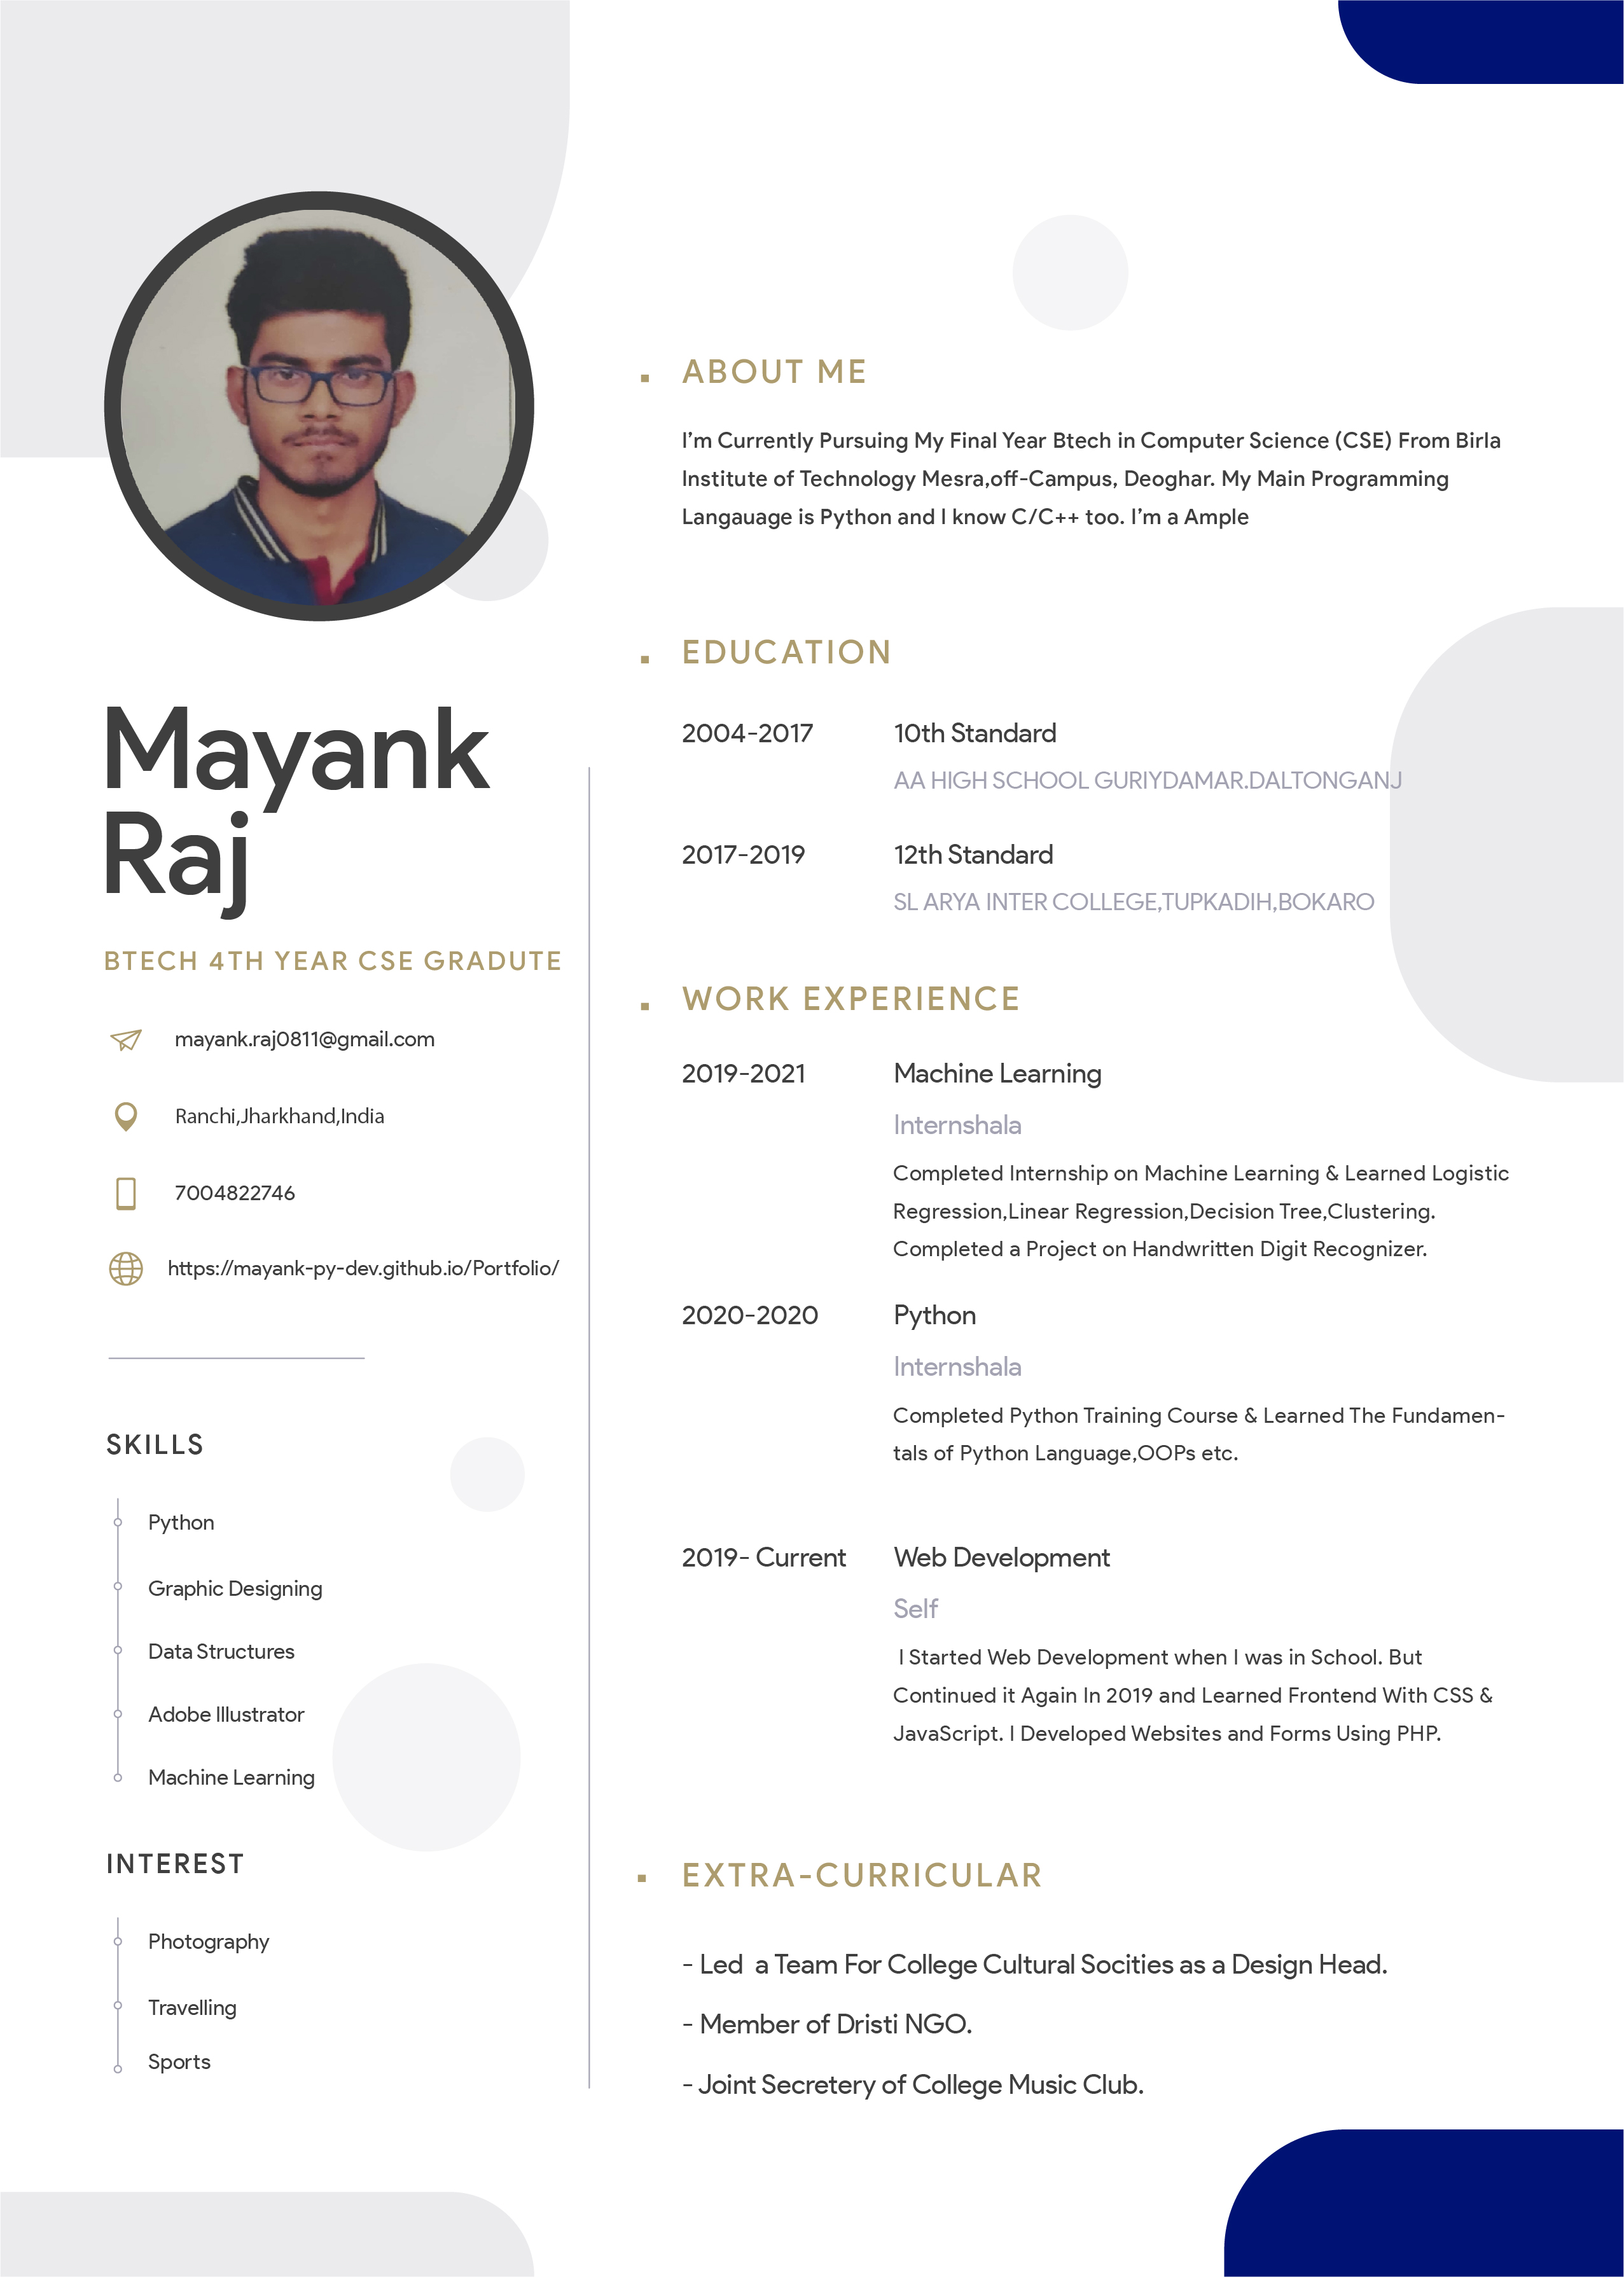 Mayank
Raj
BTECH 4TH YEAR CSE GRADUTE
mayank.raj0811@gmail.com
Ranchi,Jharkhand,India
7004822746
https://mayank-py-dev.github.io/Portfolio/
SKILLS
Python
Graphic Designing
Data Structures
Adobe Illustrator
Machine Learning
INTEREST
Photography
Travelling
Sports
ABOUT ME
I'm Currently Pursuing My Final Year Btech in Computer Science (CSE) From Birla
Institute of Technology Mesra,off-Campus, Deoghar. My Main Programming
Langauage is Python and I know C/C++ too. I'm a Ample
EDUCATION
2004-2017 10th Standard
AA HIGH SCHOOL GURIYDAMAR.DALTONGANJ
2017-2019 12th Standard
SL ARYA INTER COLLEGE,TUPKADIH,BOKARO
WORK EXPERIENCE
2019-2021 Machine Learning
Internshala
Completed Internship on Machine Learning & Learned Logistic
Regression,Linear Regression,Decision Tree,Clustering.
Completed a Project on Handwritten Digit Recognizer.
2020-2020 Python
Internshala
Completed Python Training Course & Learned The Fundamen-
tals of Python Language,OOPs etc.
2019- Current Web Development
Self
I Started Web Development when I was in School. But
Continued it Again In 2019 and Learned Frontend With CSS &
JavaScript. I Developed Websites and Forms Using PHP.
EXTRA-CURRICULAR
- Led  a Team For College Cultural Socities as a Design Head.
- Member of Dristi NGO.
- Joint Secretery of College Music Club.